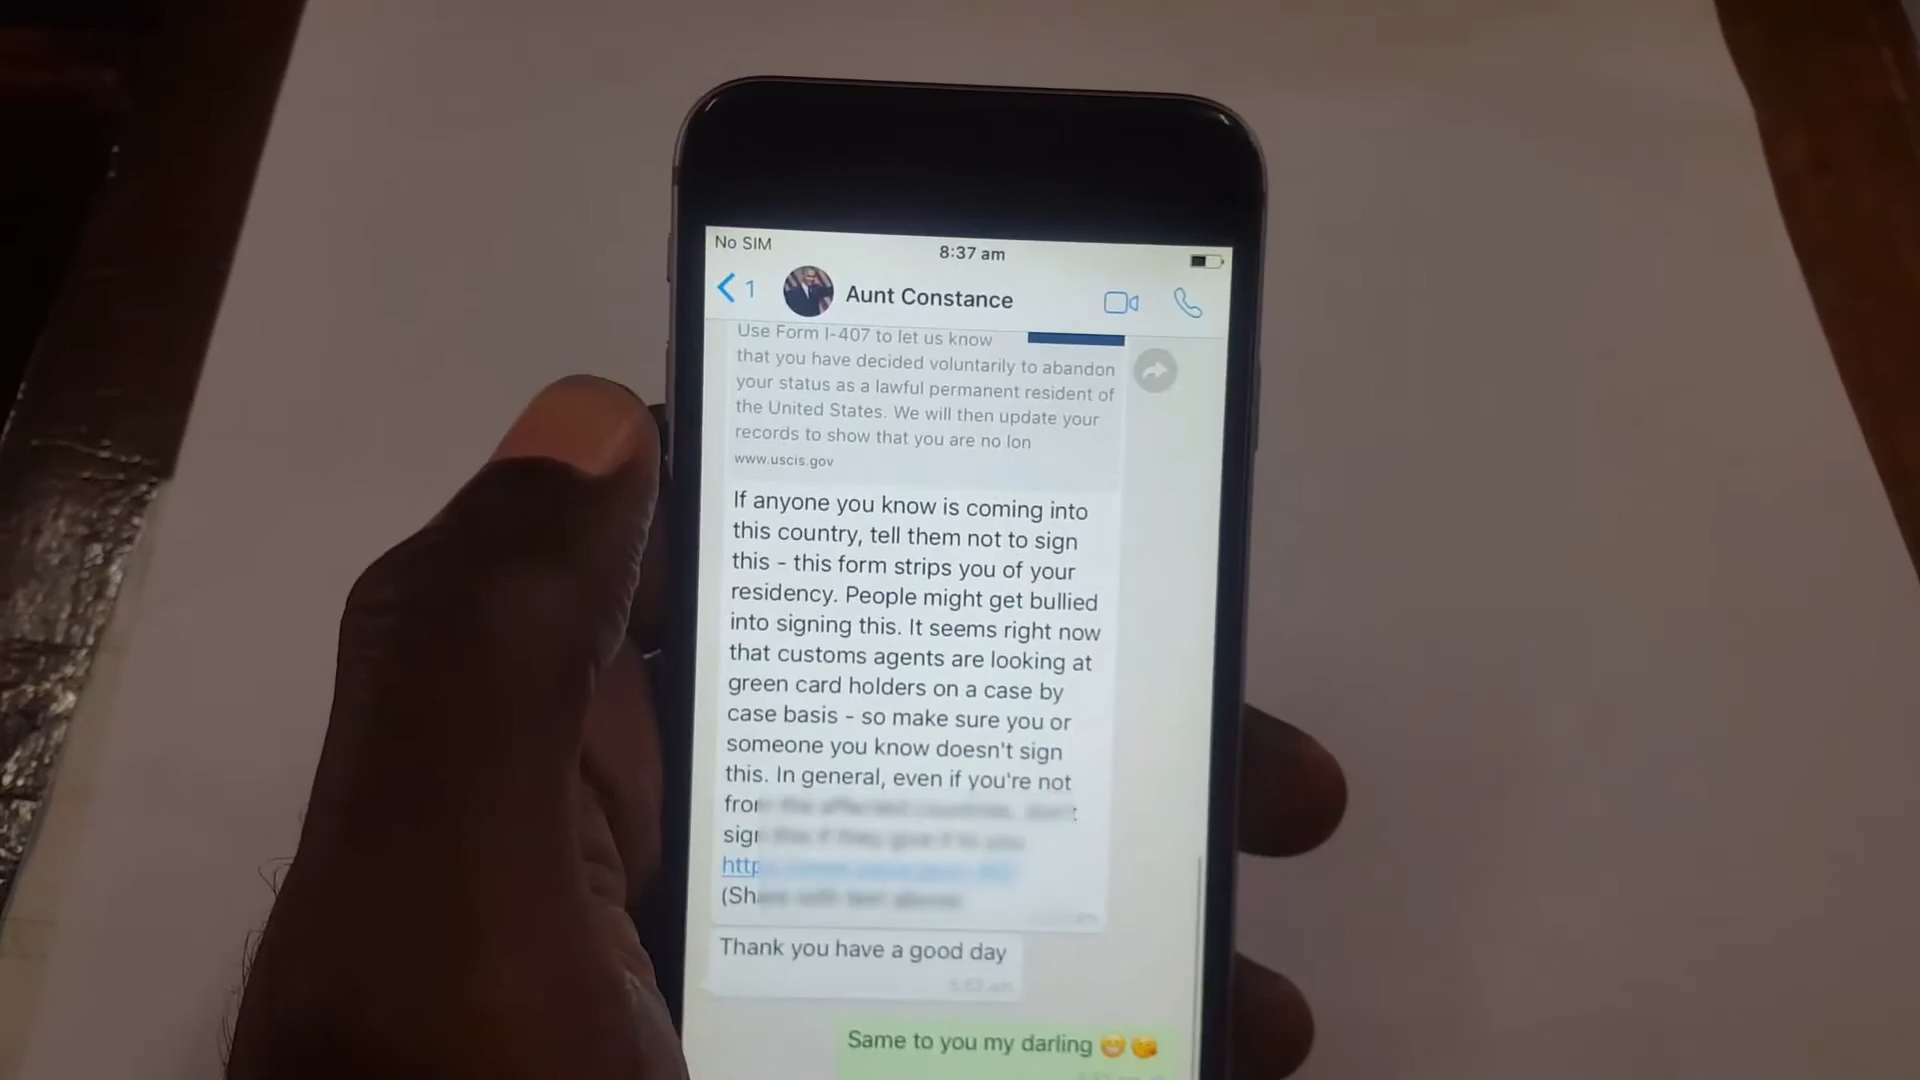 No SIM
8:37 am
1
Aunt Constance
Use Form I-407 to let us know
that you have decided voluntarily to abandon
your status as a lawful permanent resident of
the United States. We will then update your
records to show that you are no lon
www.uscis.gov
If anyone you know is coming into
this country, tell them not to sign
this - this form strips you of your
residency. People might get bullied
into signing this. It seems right now
that customs agents are looking at
green card holders on a case by
case basis - so make sure you or
someone you know doesn't sign
this. In general, even if you're not
Thank you have a good day
Same to you my darling 😁😘